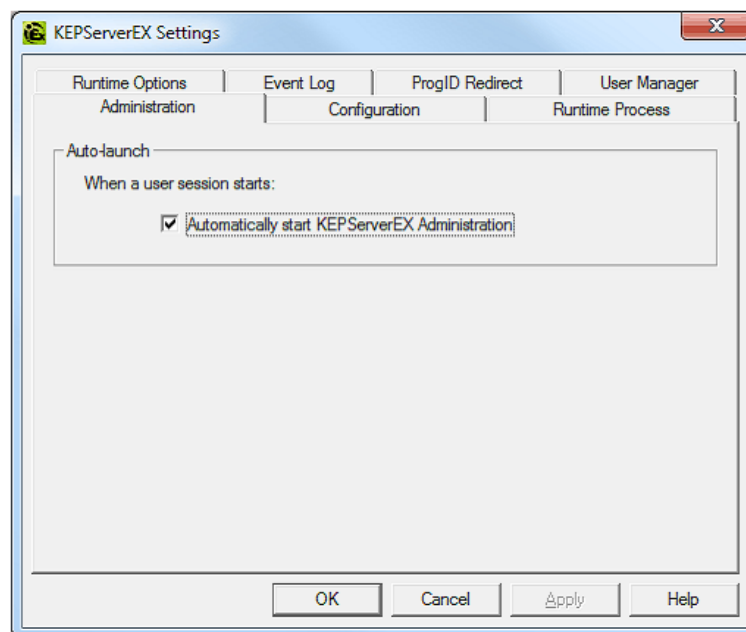 KEPServerEX Settings
Runtime Options Event Log ProgID Redirect User Manager
Administration Configuration Runtime Process
Auto-launch
When a user session starts:
Automatically start KEPServerEX Administration
OK Cancel Apply Help